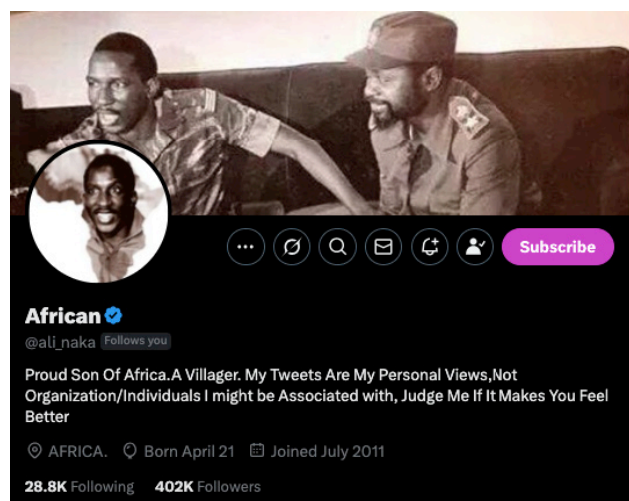 Subscribe
African
@ali_naka Follows you
Proud Son Of Africa.A Villager. My Tweets Are My Personal Views,Not
Organization/Individuals I might be Associated with, Judge Me If It Makes You Feel
Better
AFRICA. Born April 21 Joined July 2011
28.8K Following 402K Followers